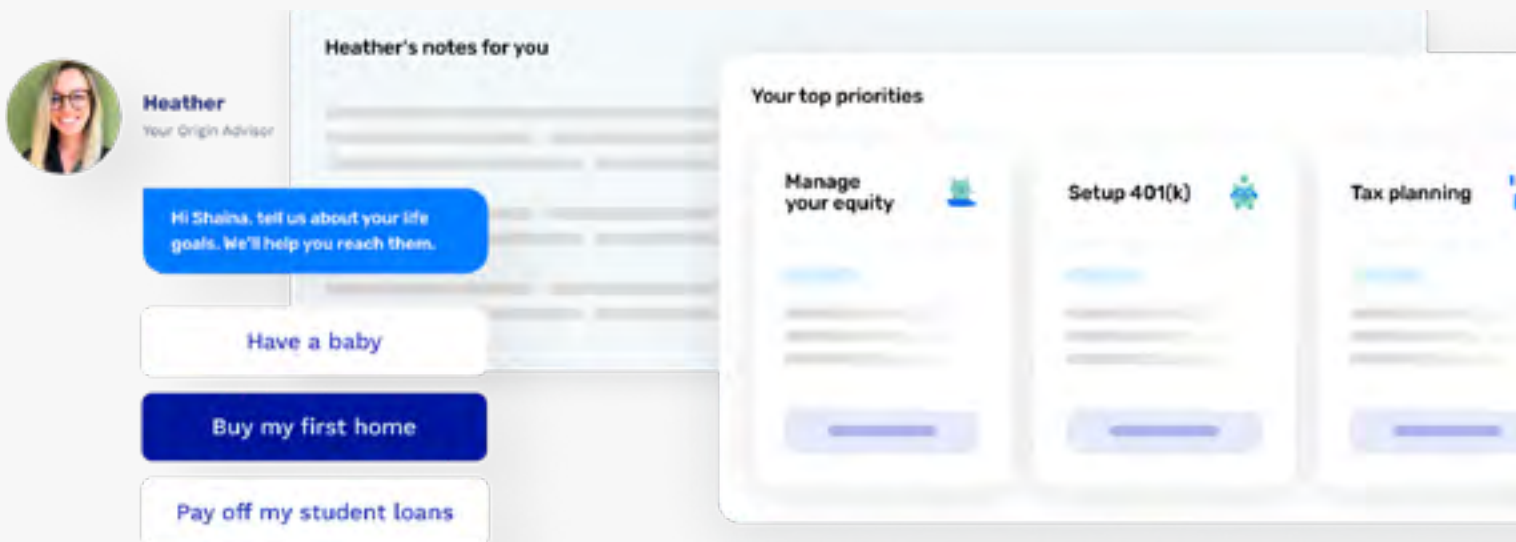 Heather's notes for you
Heather
Your Origin Advisor
Hi Shaina, tell us about your life
goals. We'll help you reach them.
Have a baby
Buy my first home
Pay off my student loans
Your top priorities
Manage
your equity
Setup 401(k)
Tax planning